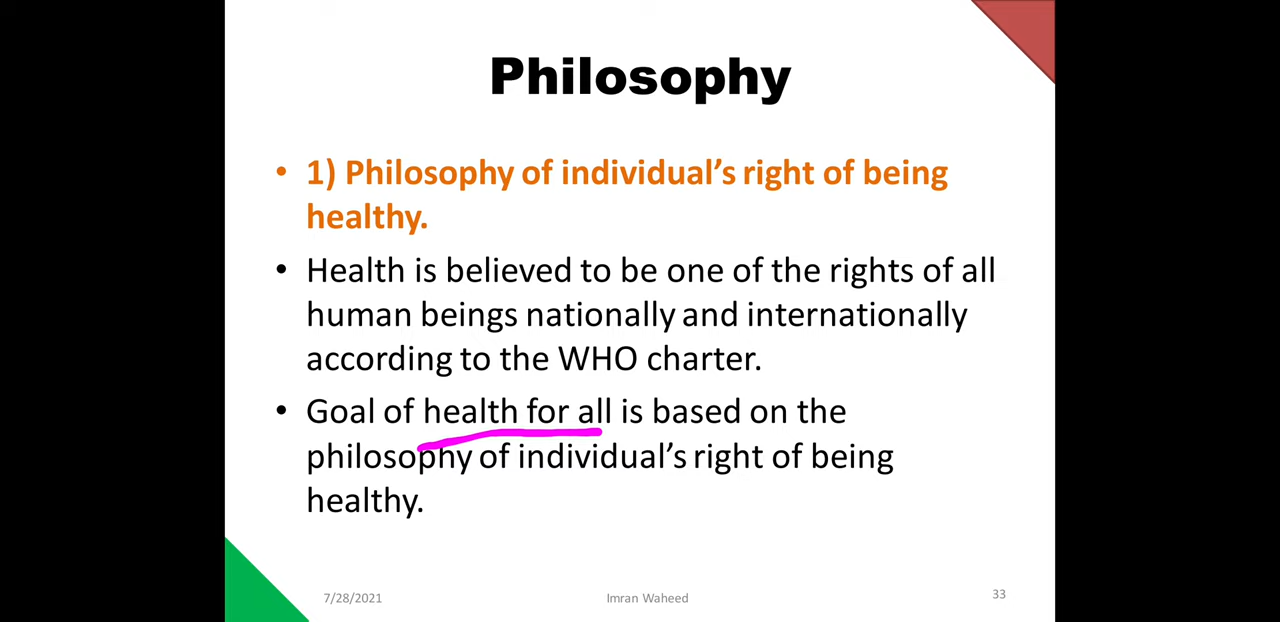 Philosophy
• 1) Philosophy of individual’s right of being
healthy.
• Health is believed to be one of the rights of all
human beings nationally and internationally
according to the WHO charter.
• Goal of health for all is based on the
philosophy of individual’s right of being
healthy.
7/28/2021 Imran Waheed 33